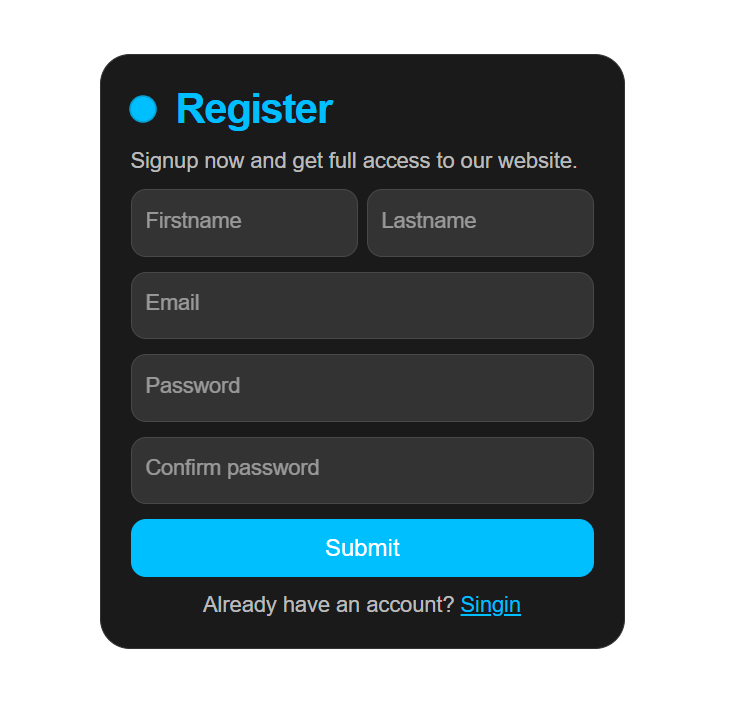 Register
Signup now and get full access to our website.
Firstname Lastname
Email
Password
Confirm password
Submit
Already have an account? Singin